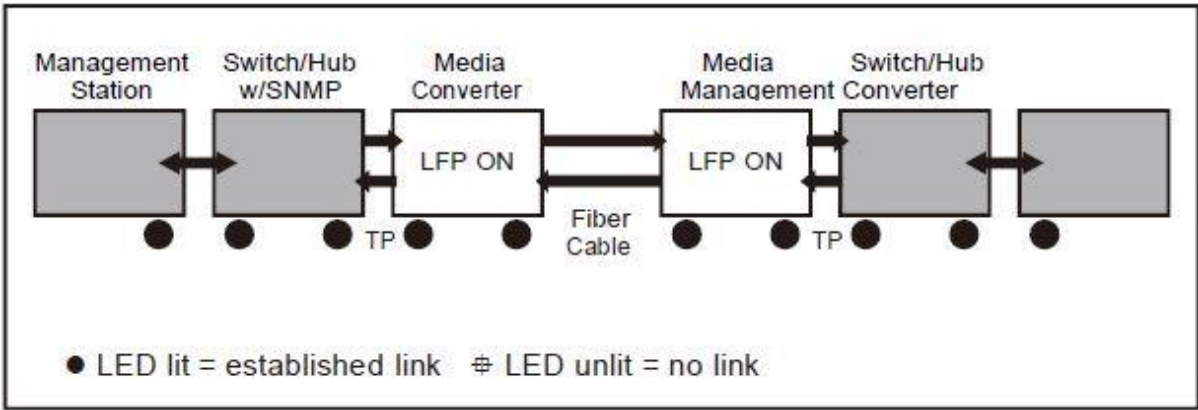 Management Station
Switch/Hub w/SNMP
Media Converter
Media
Switch/Hub
Management Converter
LFP ON
LFP ON
TP
Fiber Cable
TP
● LED lit = established link ⌗ LED unlit = no link